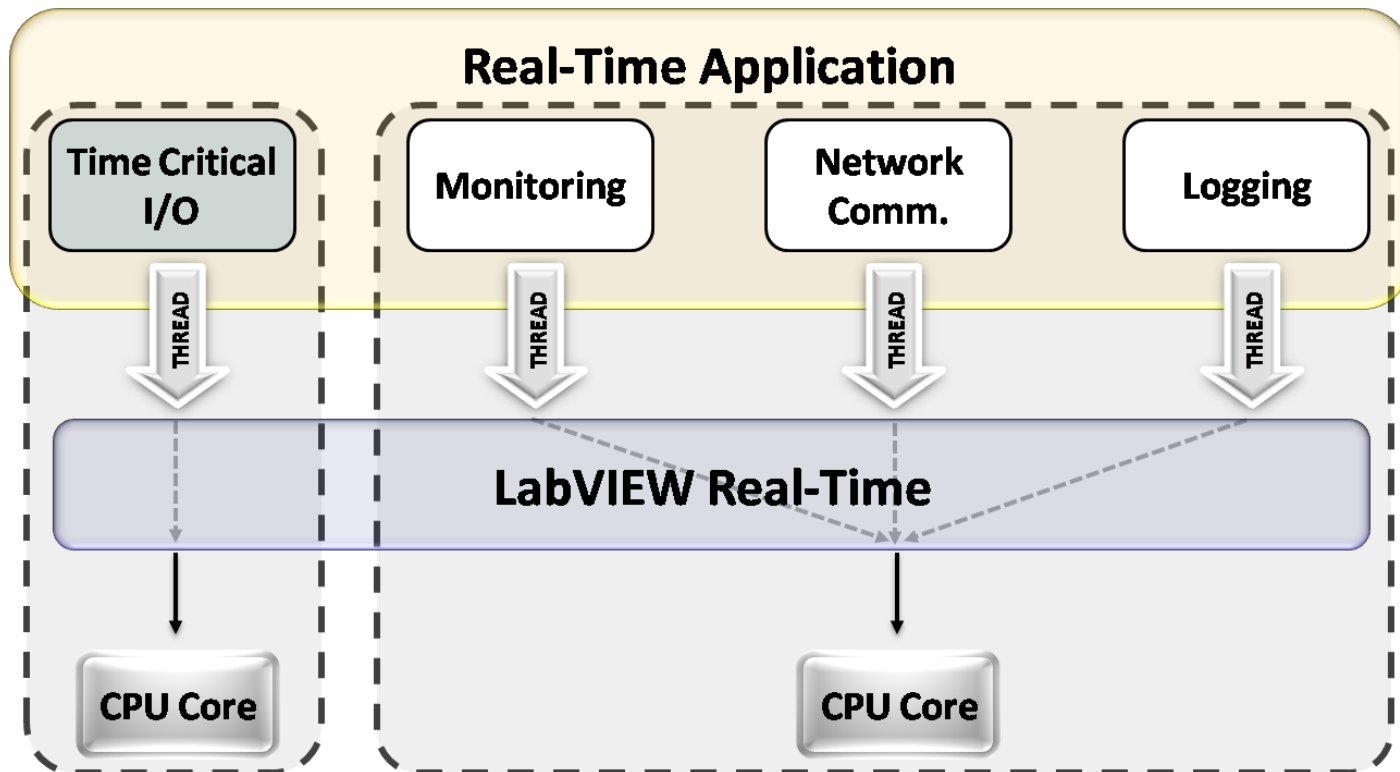 Real-Time Application
Time Critical
I/O
Monitoring
Network
Comm.
Logging
THREAD
THREAD
THREAD
THREAD
LabVIEW Real-Time
CPU Core
CPU Core